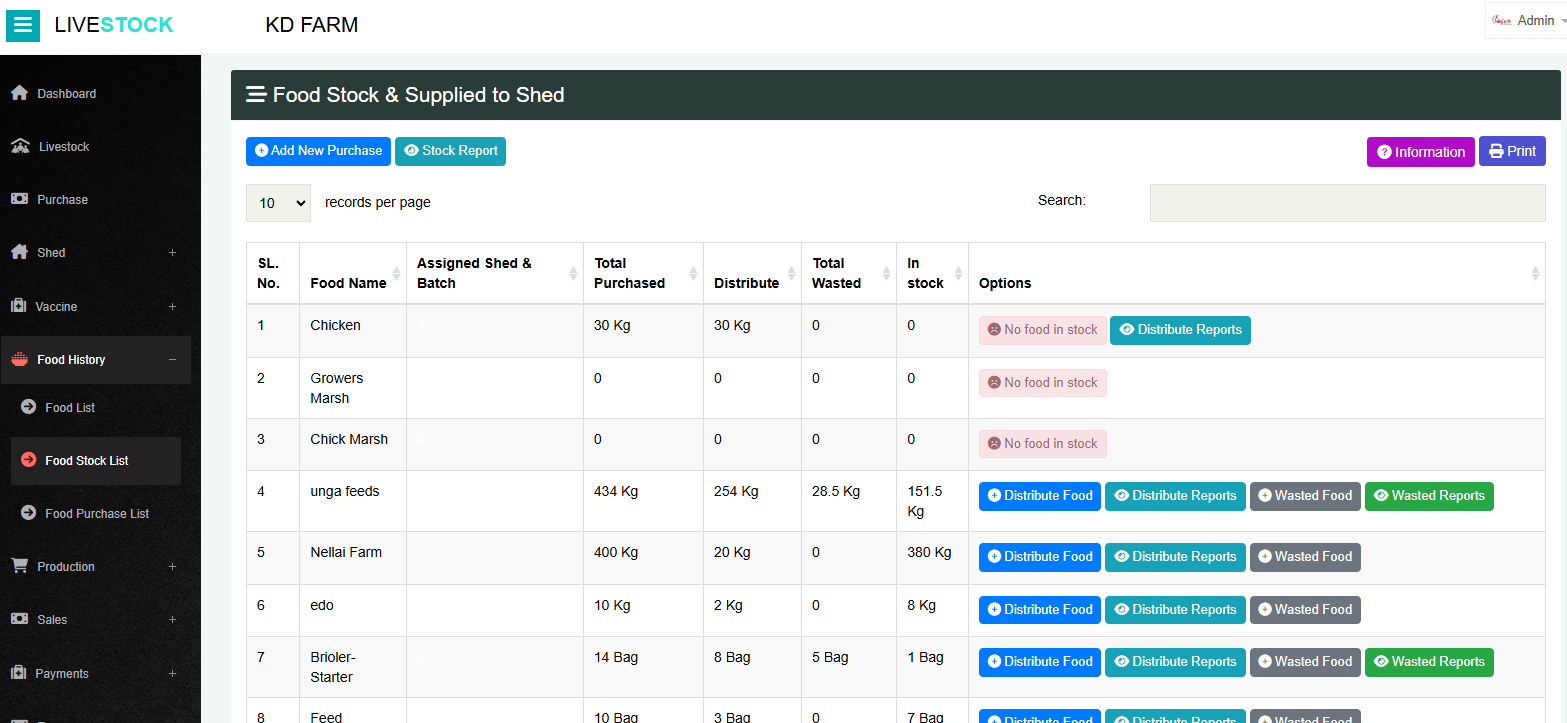 LIVESTOCK
KD FARM
Admin
Dashboard
Livestock
Purchase
Shed +
Vaccine +
Food History −
Food List
Food Stock List
Food Purchase List
Production +
Sales +
Payments +
Food Stock & Supplied to Shed
Add New Purchase Stock Report
Information Print
10 records per page
Search:
SL. No. Food Name Assigned Shed & Batch Total Purchased Distribute Total Wasted In stock Options
1 Chicken 2 30 Kg 30 Kg 0 0 No food in stock Distribute Reports
2 Growers Marsh 0 0 0 0 No food in stock
3 Chick Marsh 0 0 0 0 0 No food in stock
4 unga feeds 434 Kg 254 Kg 28.5 Kg 151.5 Kg Distribute Food Distribute Reports Wasted Food Wasted Reports
5 Nellai Farm 400 Kg 20 Kg 0 380 Kg Distribute Food Distribute Reports Wasted Food
6 edo 10 Kg 2 Kg 0 8 Kg Distribute Food Distribute Reports Wasted Food
7 Brioler-Starter 3 14 Bag 8 Bag 5 Bag 1 Bag Distribute Food Distribute Reports Wasted Food Wasted Reports
8 Feed 10 Bag 3 Bag 0 7 Bag Distribute Food Distribute Reports Wasted Food